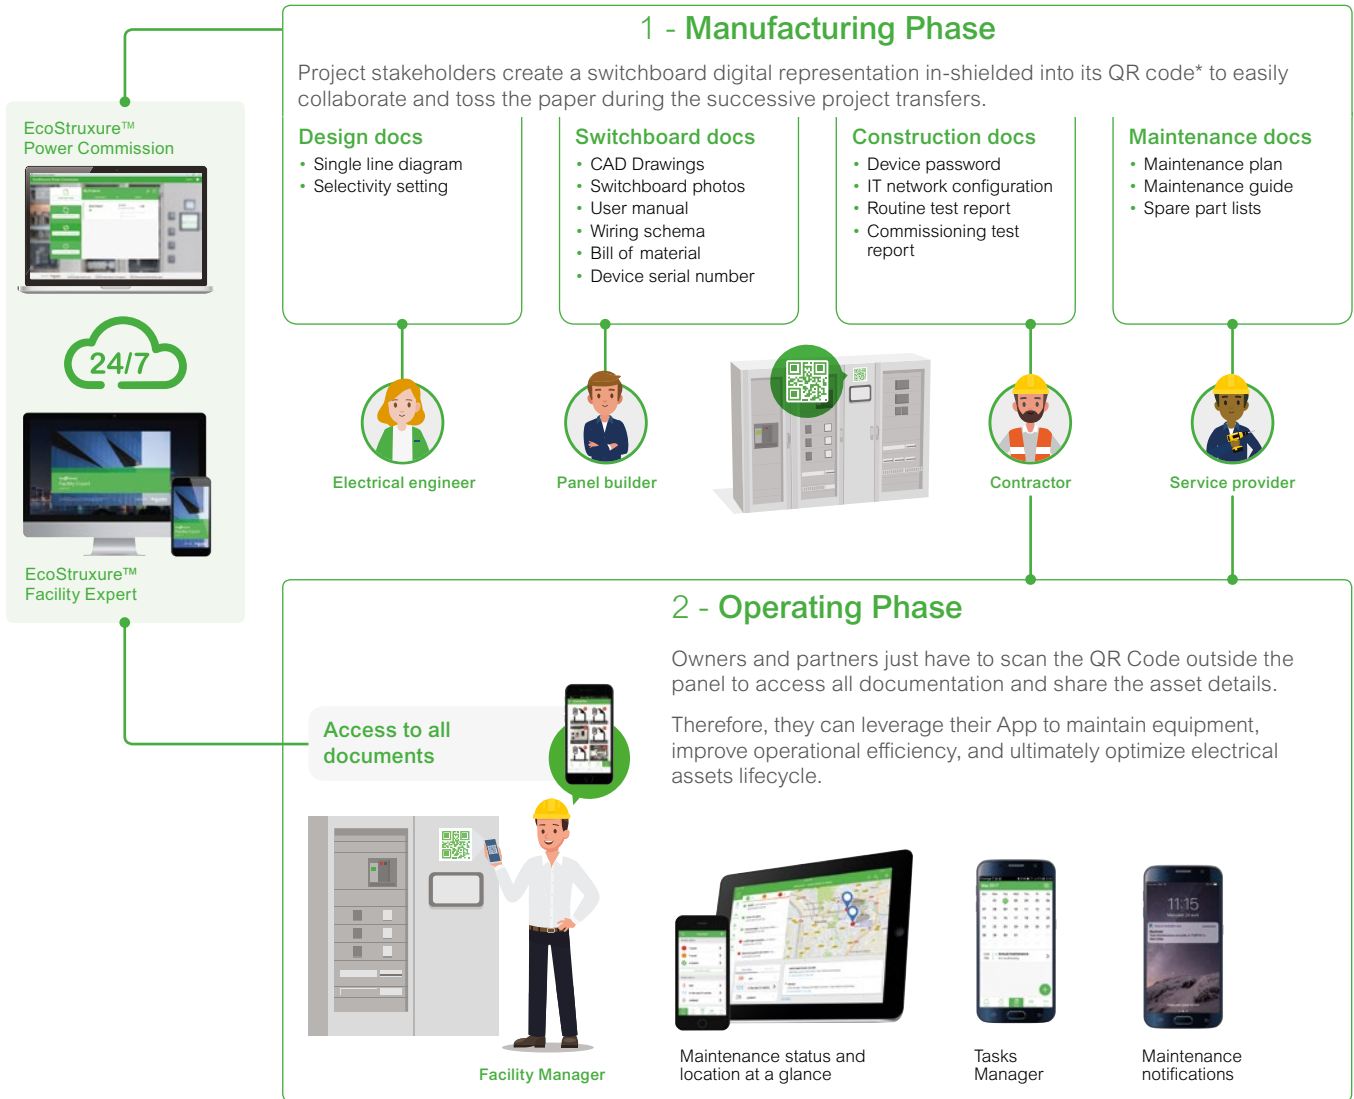 1 - Manufacturing Phase
Project stakeholders create a switchboard digital representation in-shielded into its QR code* to easily
collaborate and toss the paper during the successive project transfers.
EcoStruxure™
Power Commission
24/7
EcoStruxure™
Facility Expert
Design docs
• Single line diagram
• Selectivity setting
Switchboard docs
• CAD Drawings
• Switchboard photos
• User manual
• Wiring schema
• Bill of material
• Device serial number
Construction docs
• Device password
• IT network configuration
• Routine test report
• Commissioning test
report
Maintenance docs
• Maintenance plan
• Maintenance guide
• Spare part lists
Electrical engineer
Panel builder
Contractor
Service provider
2 - Operating Phase
Owners and partners just have to scan the QR Code outside the
panel to access all documentation and share the asset details.
Therefore, they can leverage their App to maintain equipment,
improve operational efficiency, and ultimately optimize electrical
assets lifecycle.
Access to all
documents
Facility Manager
11:15
Maintenance status and
location at a glance
Tasks
Manager
Maintenance
notifications